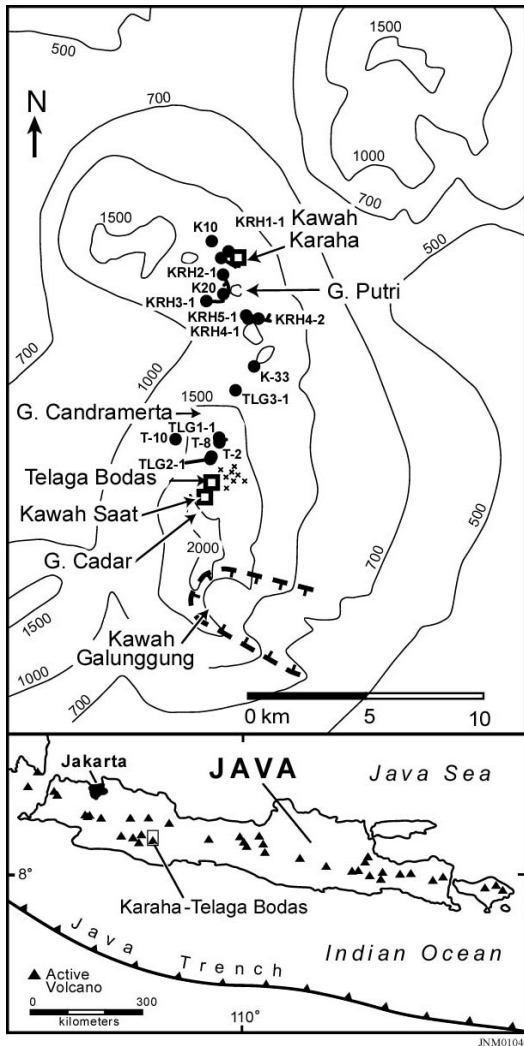 500
1500
700
1000
N
1500
K10
KRH1-1
Kawah
Karaha
700
500
KRH2-1
K20
KRH3-1
G. Putri
KRH5-1
KRH4-1
KRH4-2
700
1000
K-33
TLG3-1
1500
G. Candramerta
TLG1-1
T-10
T-8
T-2
TLG2-1
Telaga Bodas
Kawah Saat
500
G. Cadar
2000
700
1500
1000
Kawah
Galunggung
700
0 km
5
10
Jakarta
JAVA
Java Sea
8°
Karaha-Telaga Bodas
Java Trench
Indian Ocean
Active
Volcano
0
300
kilometers
110°
JNM0104